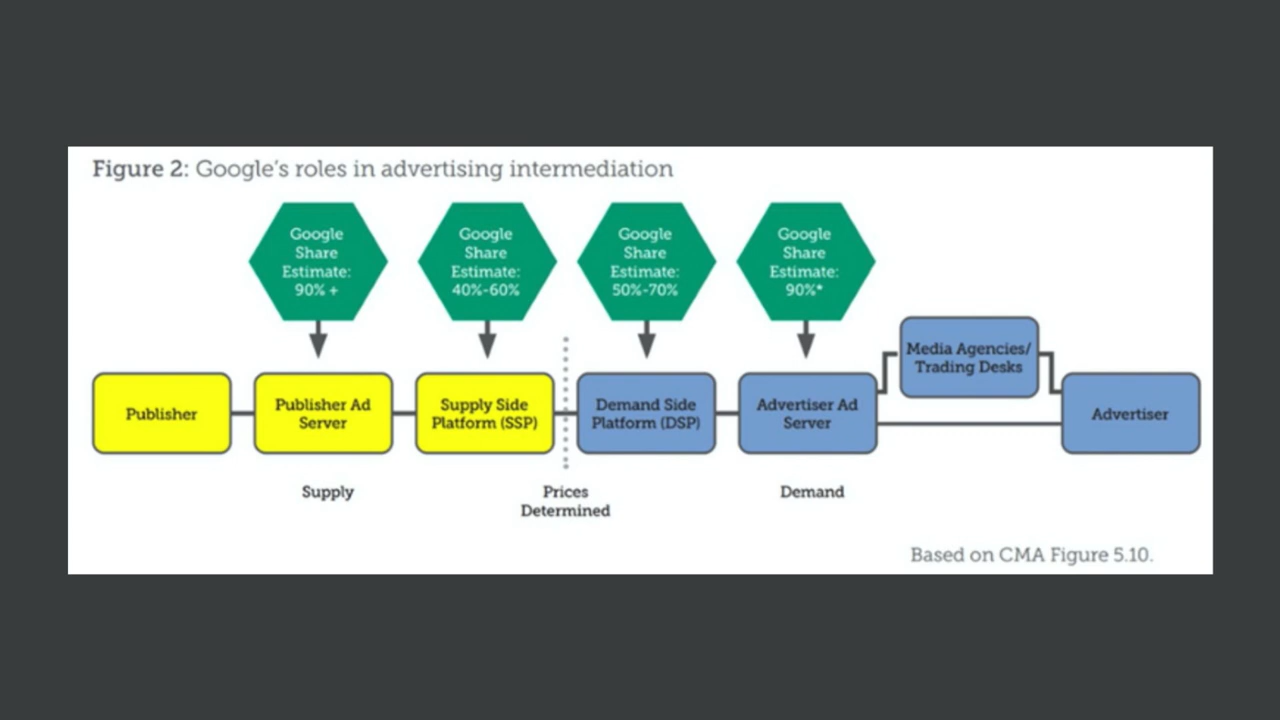 Figure 2: Google's roles in advertising intermediation
Google
Share
Estimate:
90% +
Google
Share
Estimate:
40%-60%
Google
Share
Estimate:
50%-70%
Google
Share
Estimate:
90%*
Media Agencies/
Trading Desks
Publisher
Publisher Ad
Server
Supply Side
Platform (SSP)
Demand Side
Platform (DSP)
Advertiser Ad
Server
Advertiser
Supply
Prices
Determined
Demand
Based on CMA Figure 5.10.